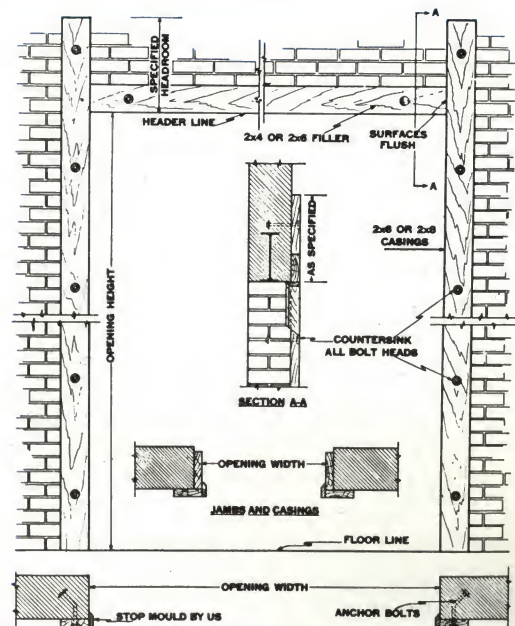 A
SPECIFIED
HEADROOM
HEADER LINE
2x4 OR 2x6 FILLER
SURFACES
FLUSH
A
AS SPECIFIED
2x6 OR 2x8
CASINGS
OPENING HEIGHT
COUNTERSINK
ALL BOLT HEADS
SECTION A-A
OPENING WIDTH
JAMBS AND CASINGS
FLOOR LINE
OPENING WIDTH
STOP MOULD BY US
ANCHOR BOLTS